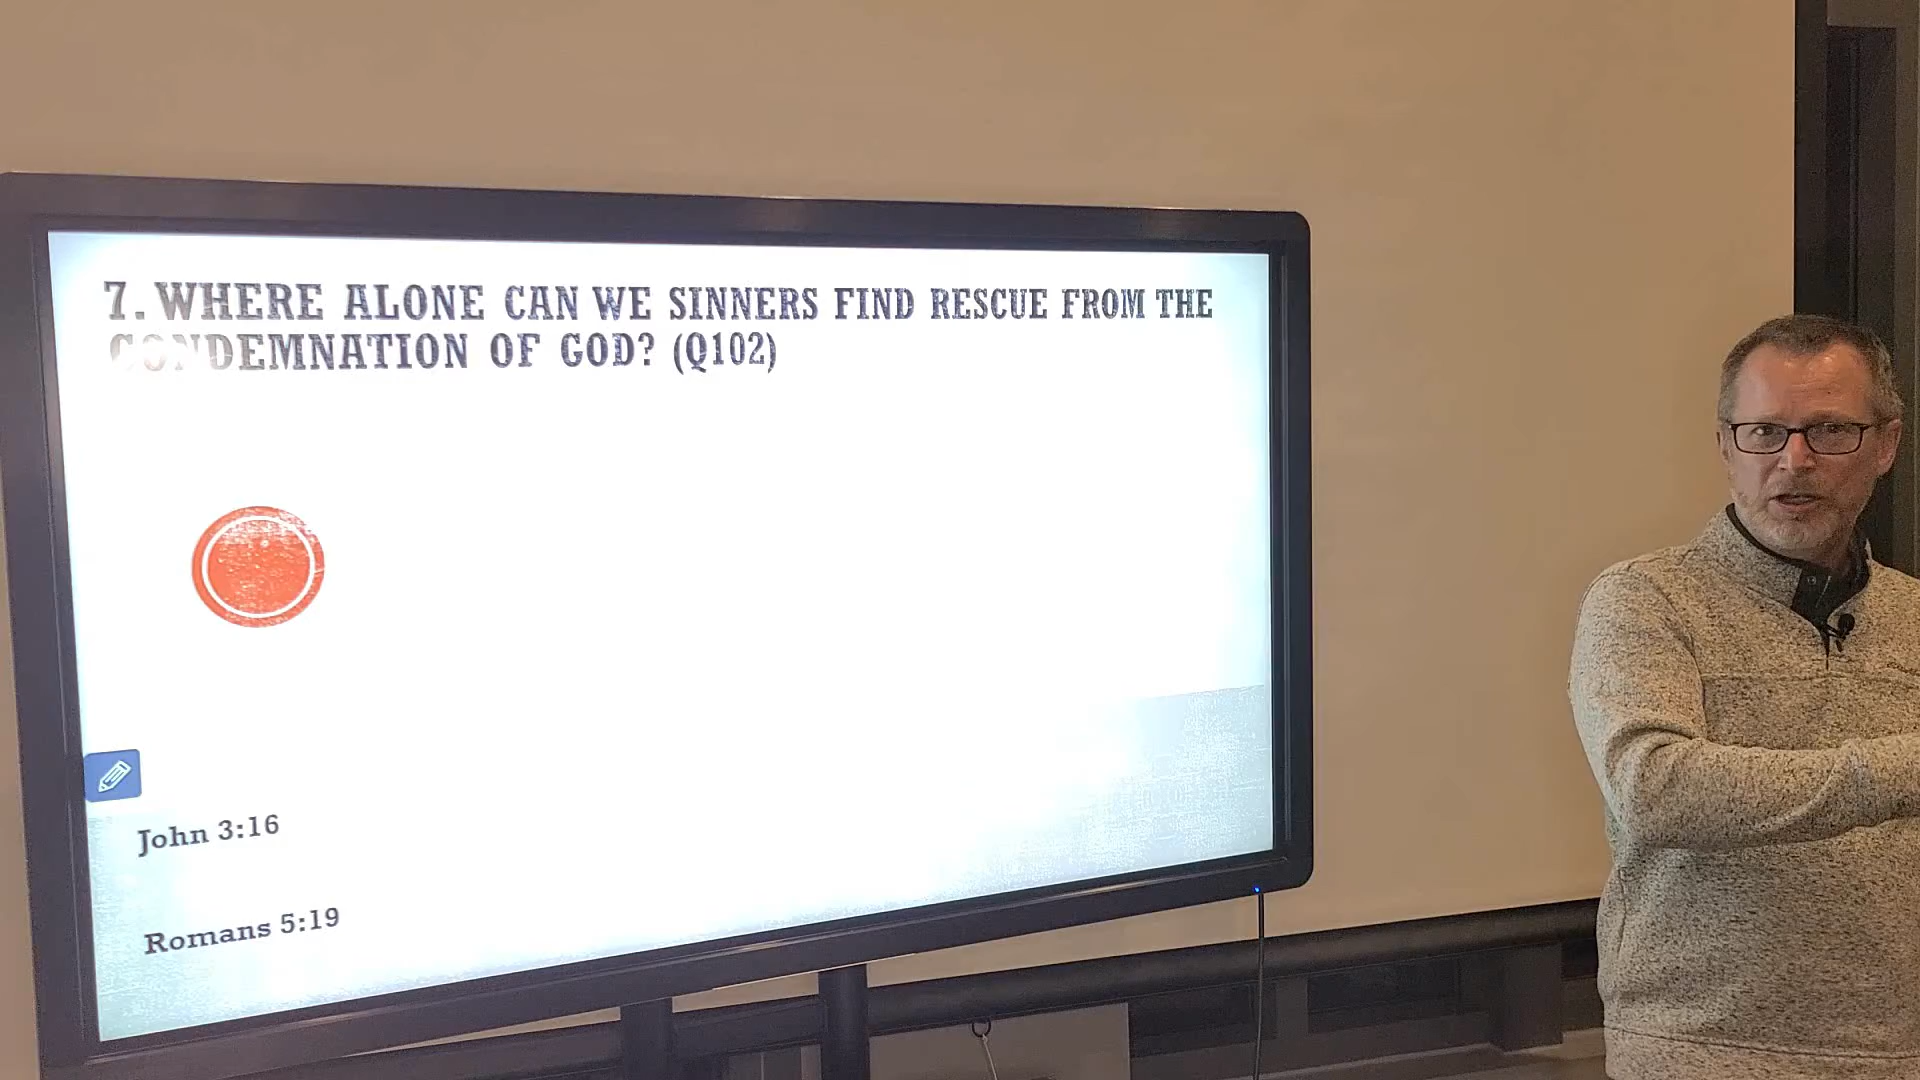 7. WHERE ALONE CAN WE SINNERS FIND RESCUE FROM THE
CONDEMNATION OF GOD? (Q102)
John 3:16
Romans 5:19